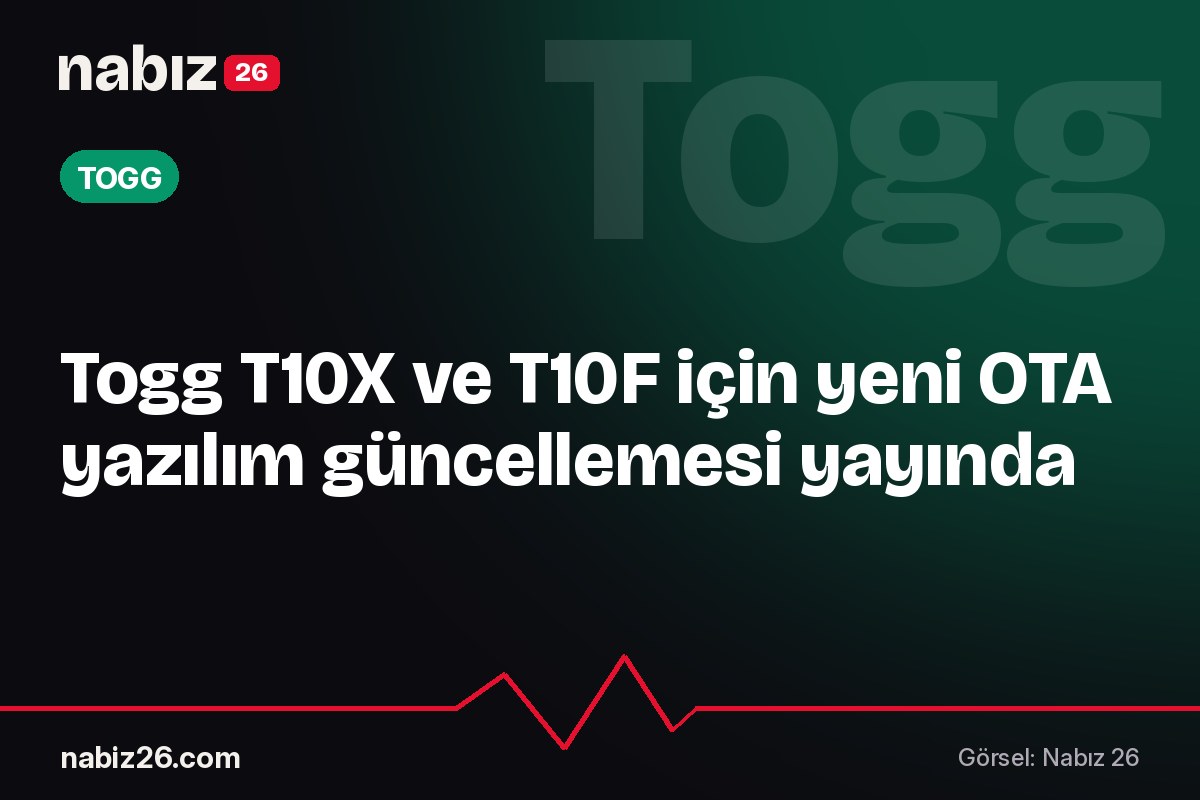 nabız 26
Togg
TOGG
Togg T10X ve T10F için yeni OTA
yazılım güncellemesi yayında
nabiz26.com
Görsel: Nabız 26